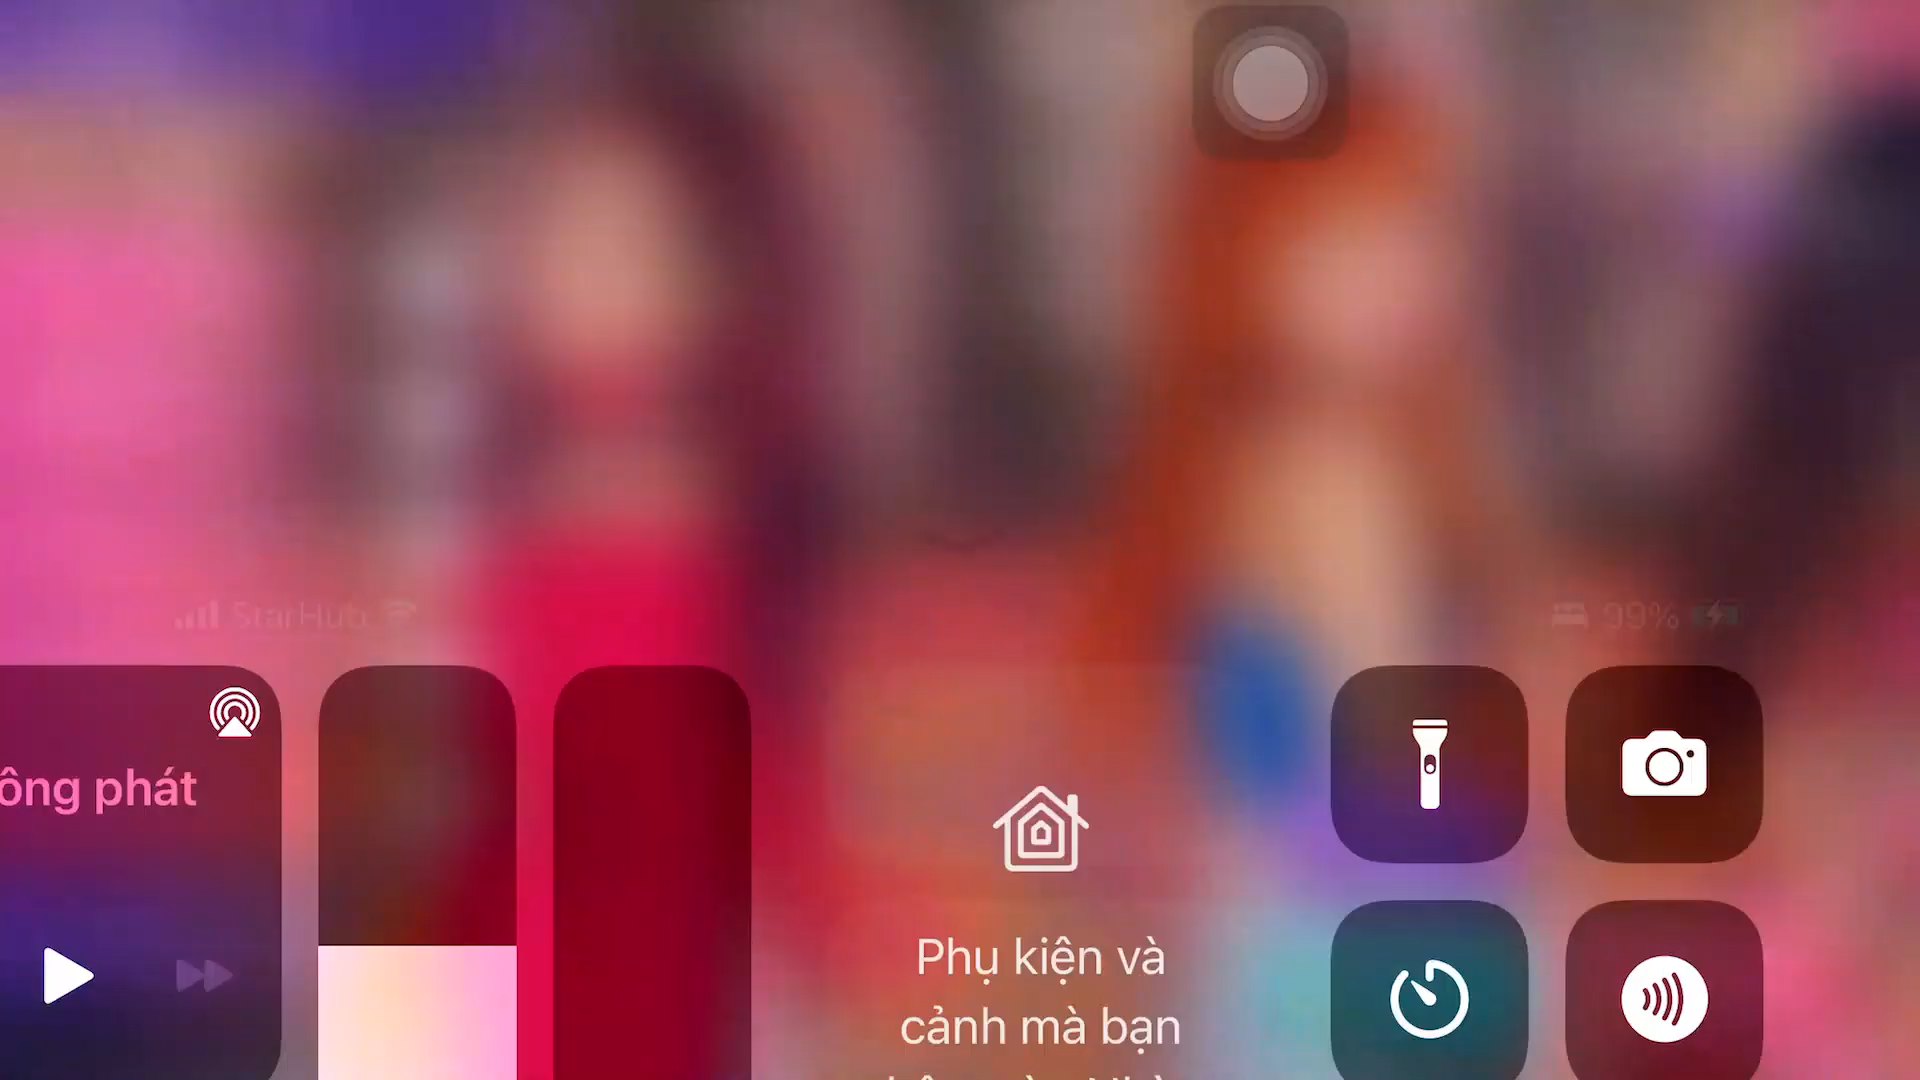 StarHub
99%
ông phát
Phụ kiện và
cảnh mà bạn